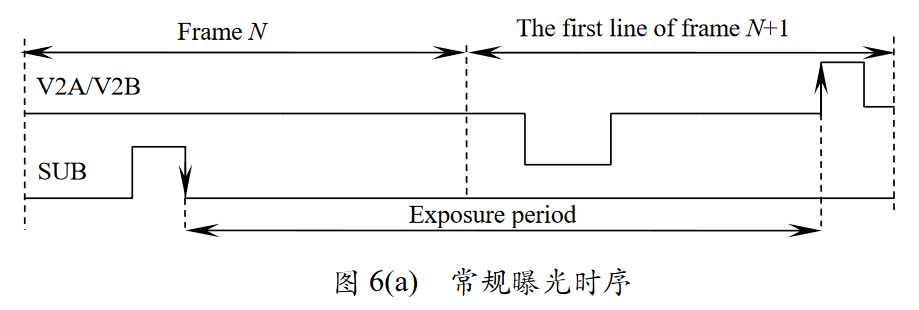 Frame N
The first line of frame N+1
V2A/V2B
SUB
Exposure period
图 6(a) 常规曝光时序